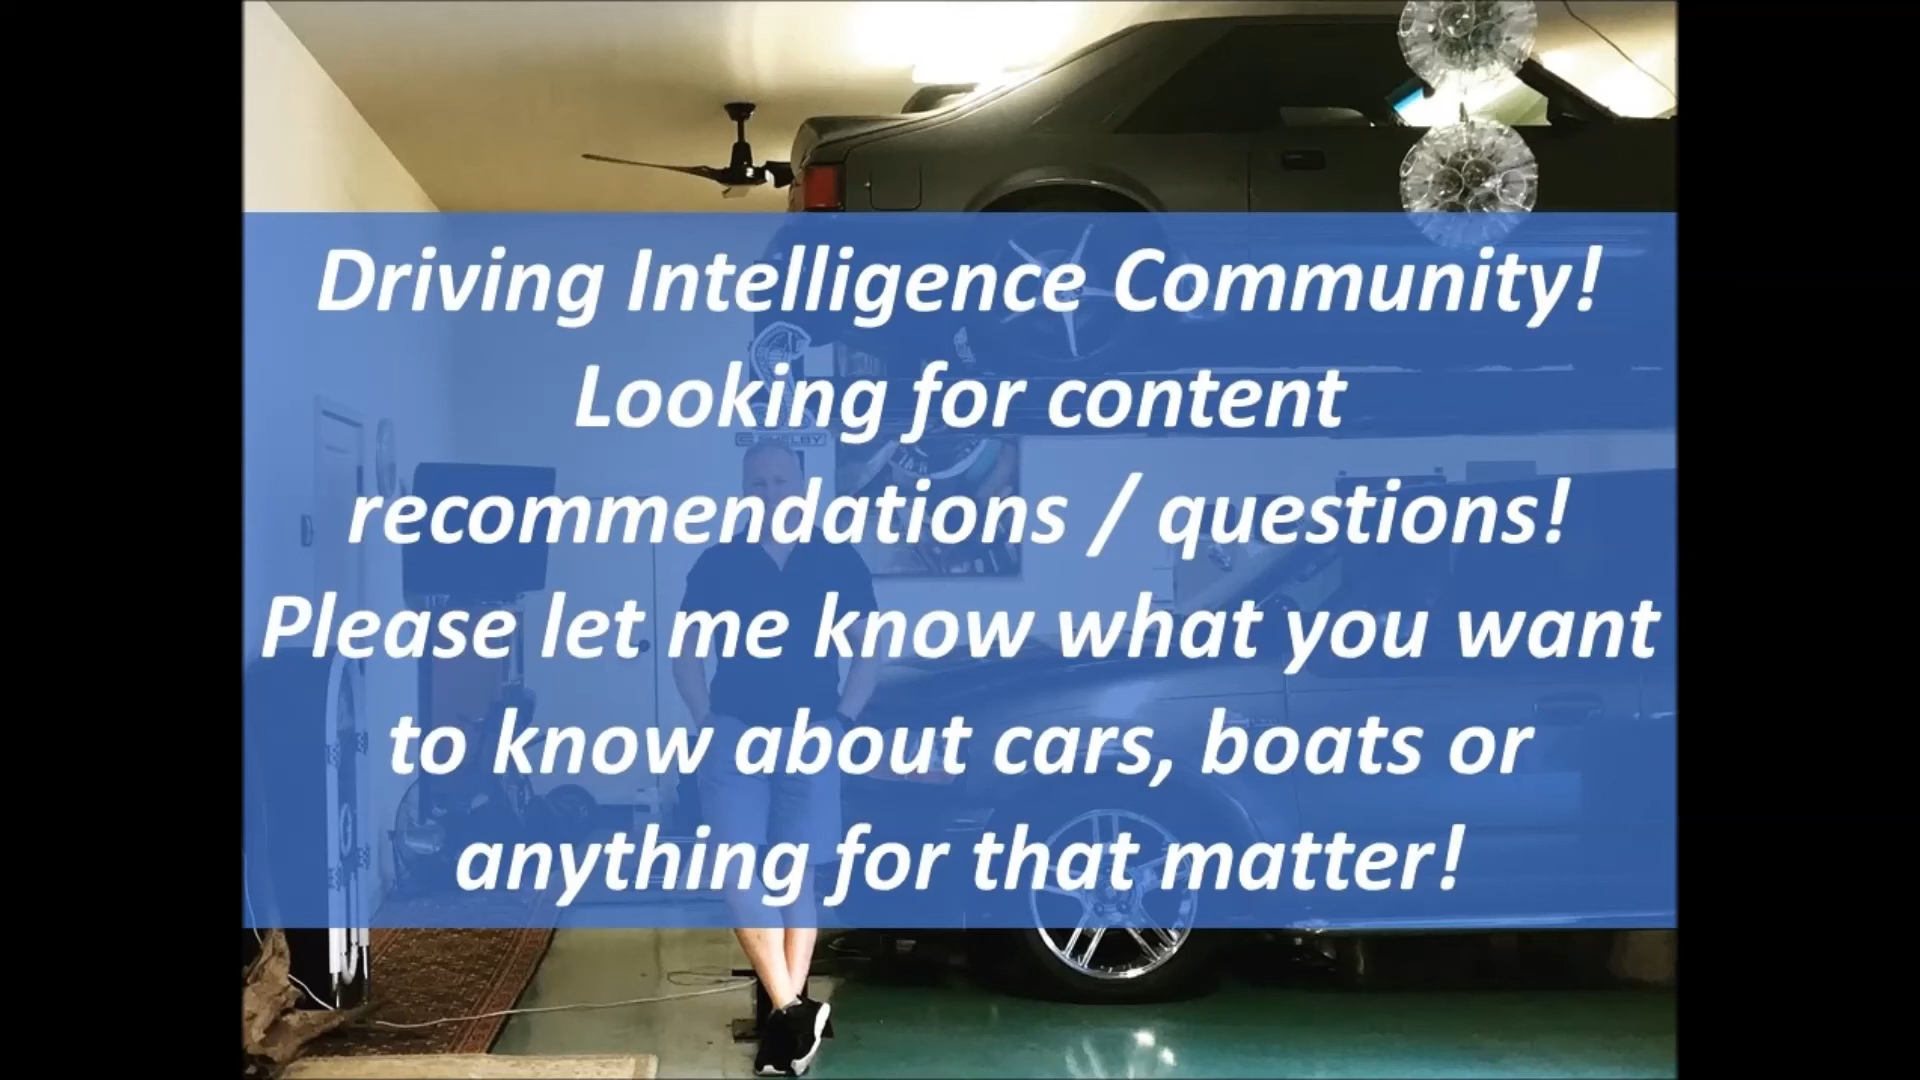 Driving Intelligence Community!
Looking for content
recommendations / questions!
Please let me know what you want
to know about cars, boats or
anything for that matter!
SHELBY